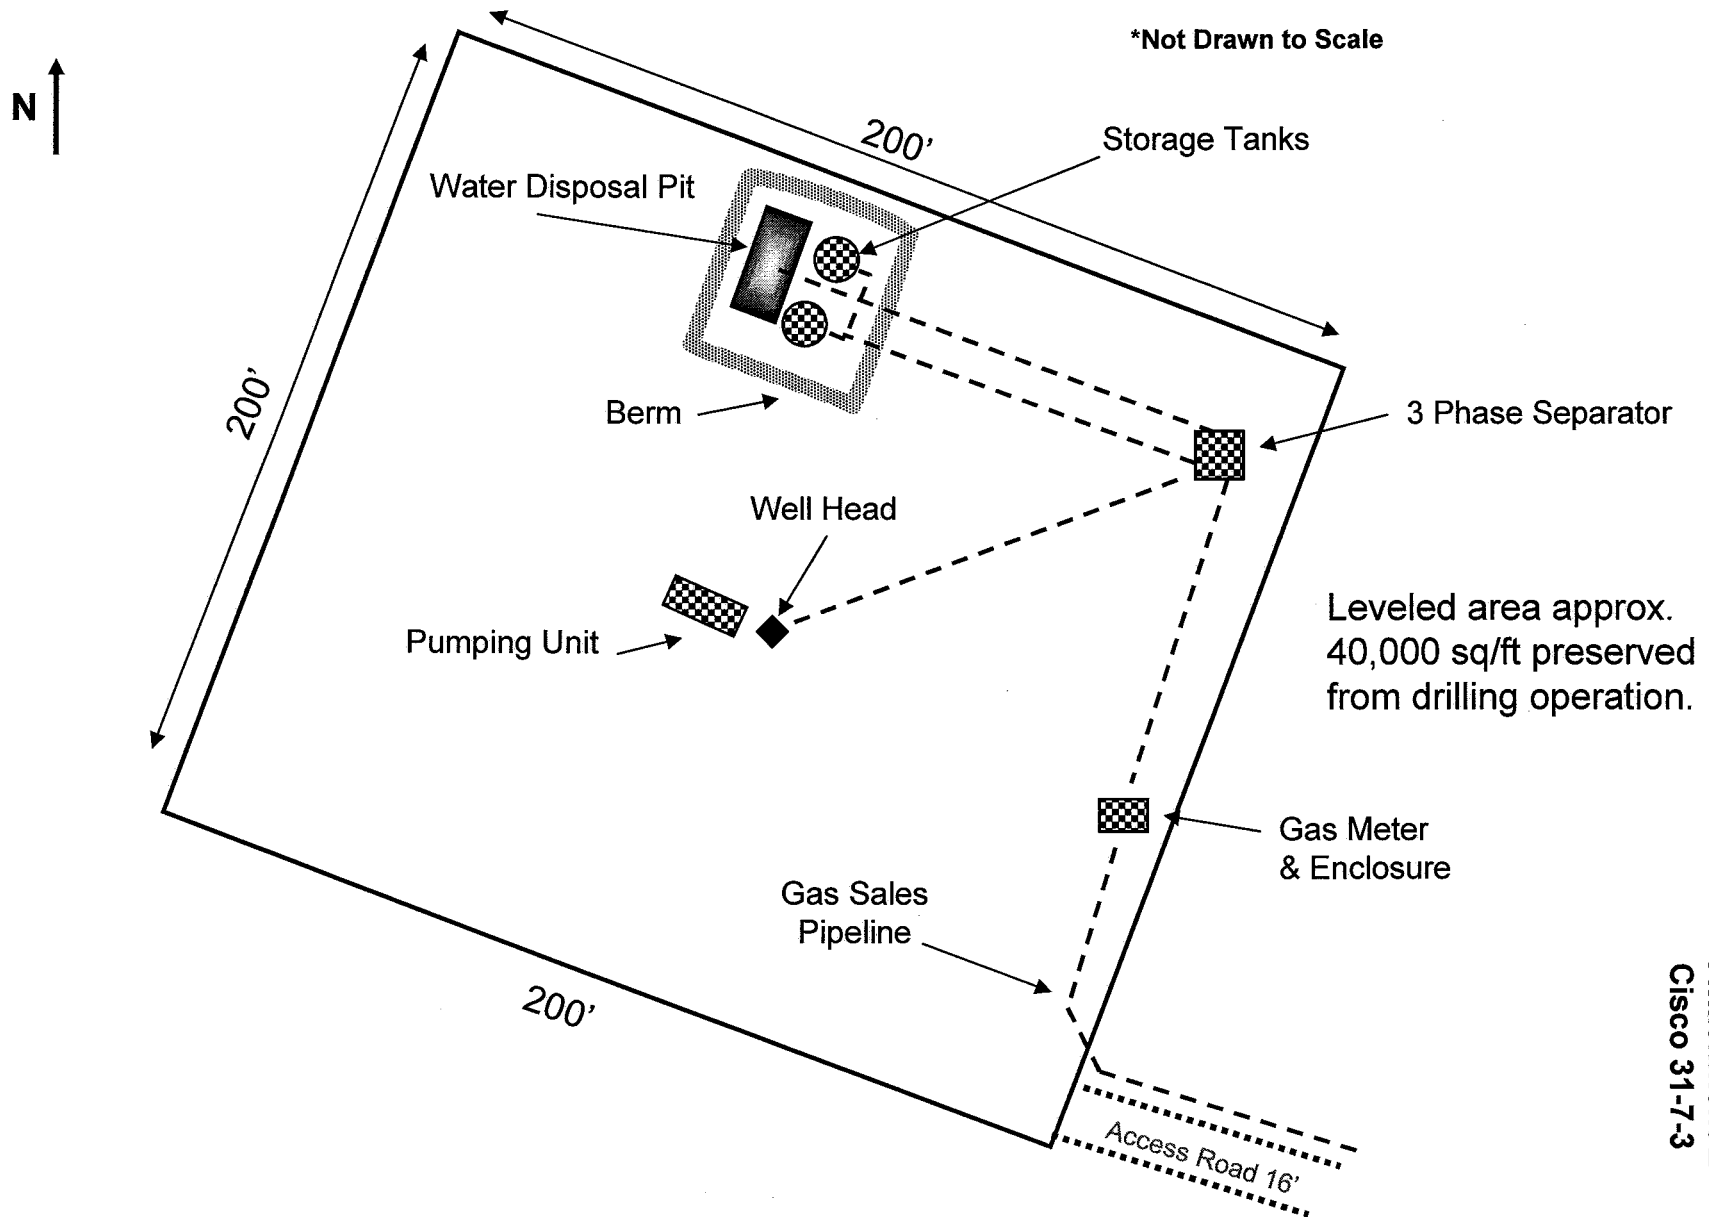 *Not Drawn to Scale
N
200’
Storage Tanks
Water Disposal Pit
200’
Berm
3 Phase Separator
Well Head
Pumping Unit
Leveled area approx.
40,000 sq/ft preserved
from drilling operation.
Gas Meter
& Enclosure
Gas Sales
Pipeline
200’
Access Road 16’
Cisco 31-7-3